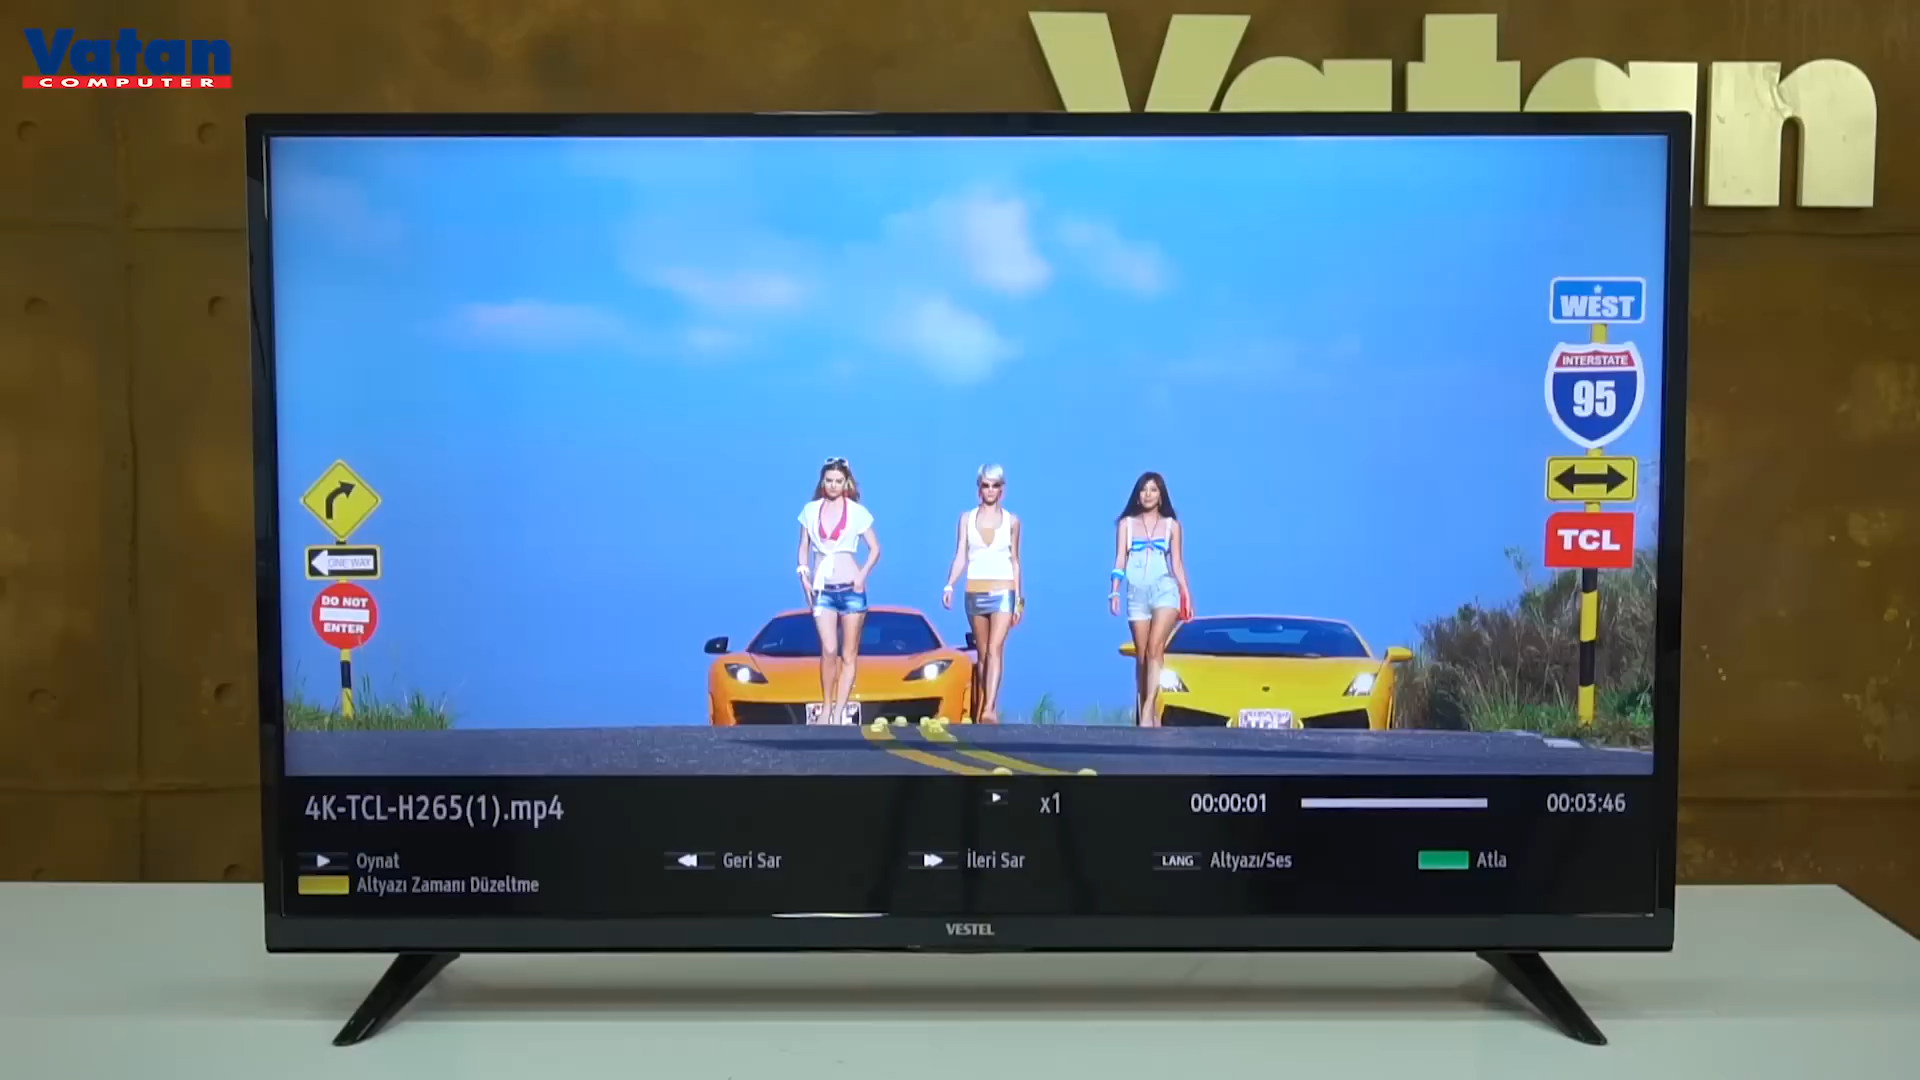 Vatan
COMPUTER
Vatan
WEST
INTERSTATE
95
ONE WAY
TCL
DO NOT
ENTER
4K-TCL-H265(1).mp4
x1
00:00:01
00:03:46
Oynat
Geri Sar
İleri Sar
LANG Altyazı/Ses
Atla
Altyazı Zamanı Düzeltme
VESTEL